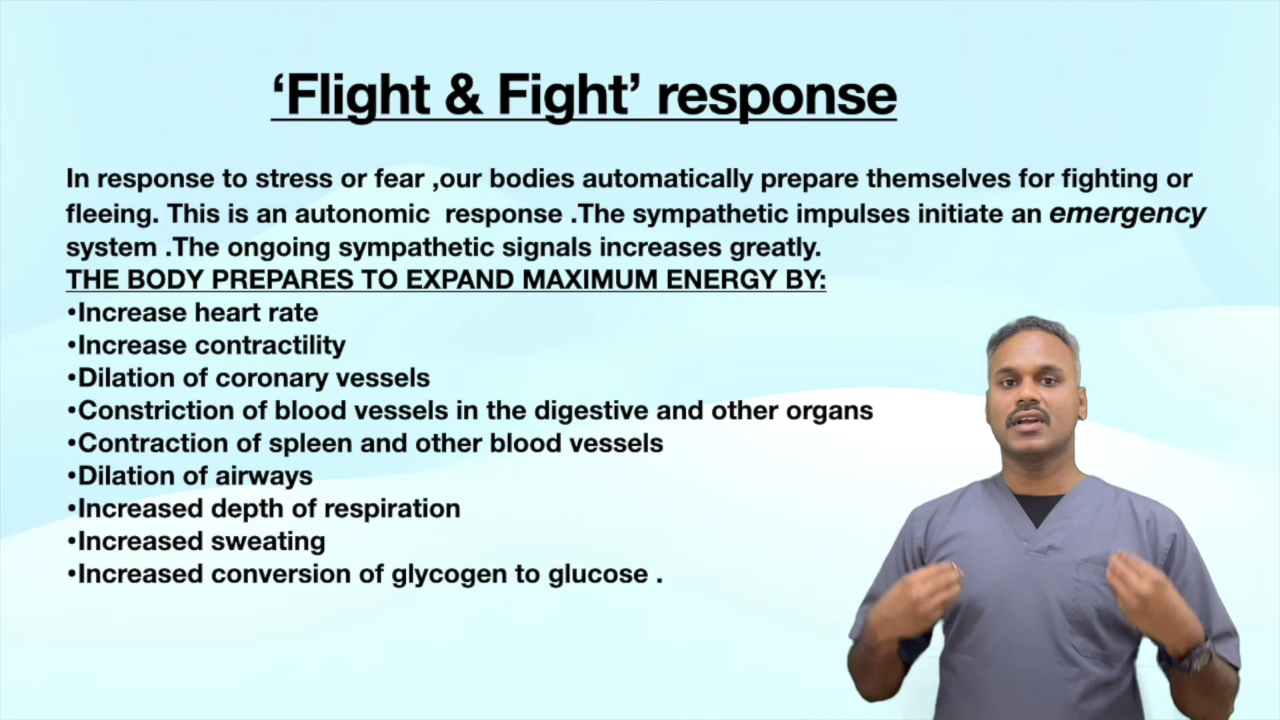 ‘Flight & Fight’ response
In response to stress or fear ,our bodies automatically prepare themselves for fighting or
fleeing. This is an autonomic  response .The sympathetic impulses initiate an emergency
system .The ongoing sympathetic signals increases greatly.
THE BODY PREPARES TO EXPAND MAXIMUM ENERGY BY:
•Increase heart rate
•Increase contractility
•Dilation of coronary vessels
•Constriction of blood vessels in the digestive and other organs
•Contraction of spleen and other blood vessels
•Dilation of airways
•Increased depth of respiration
•Increased sweating
•Increased conversion of glycogen to glucose .